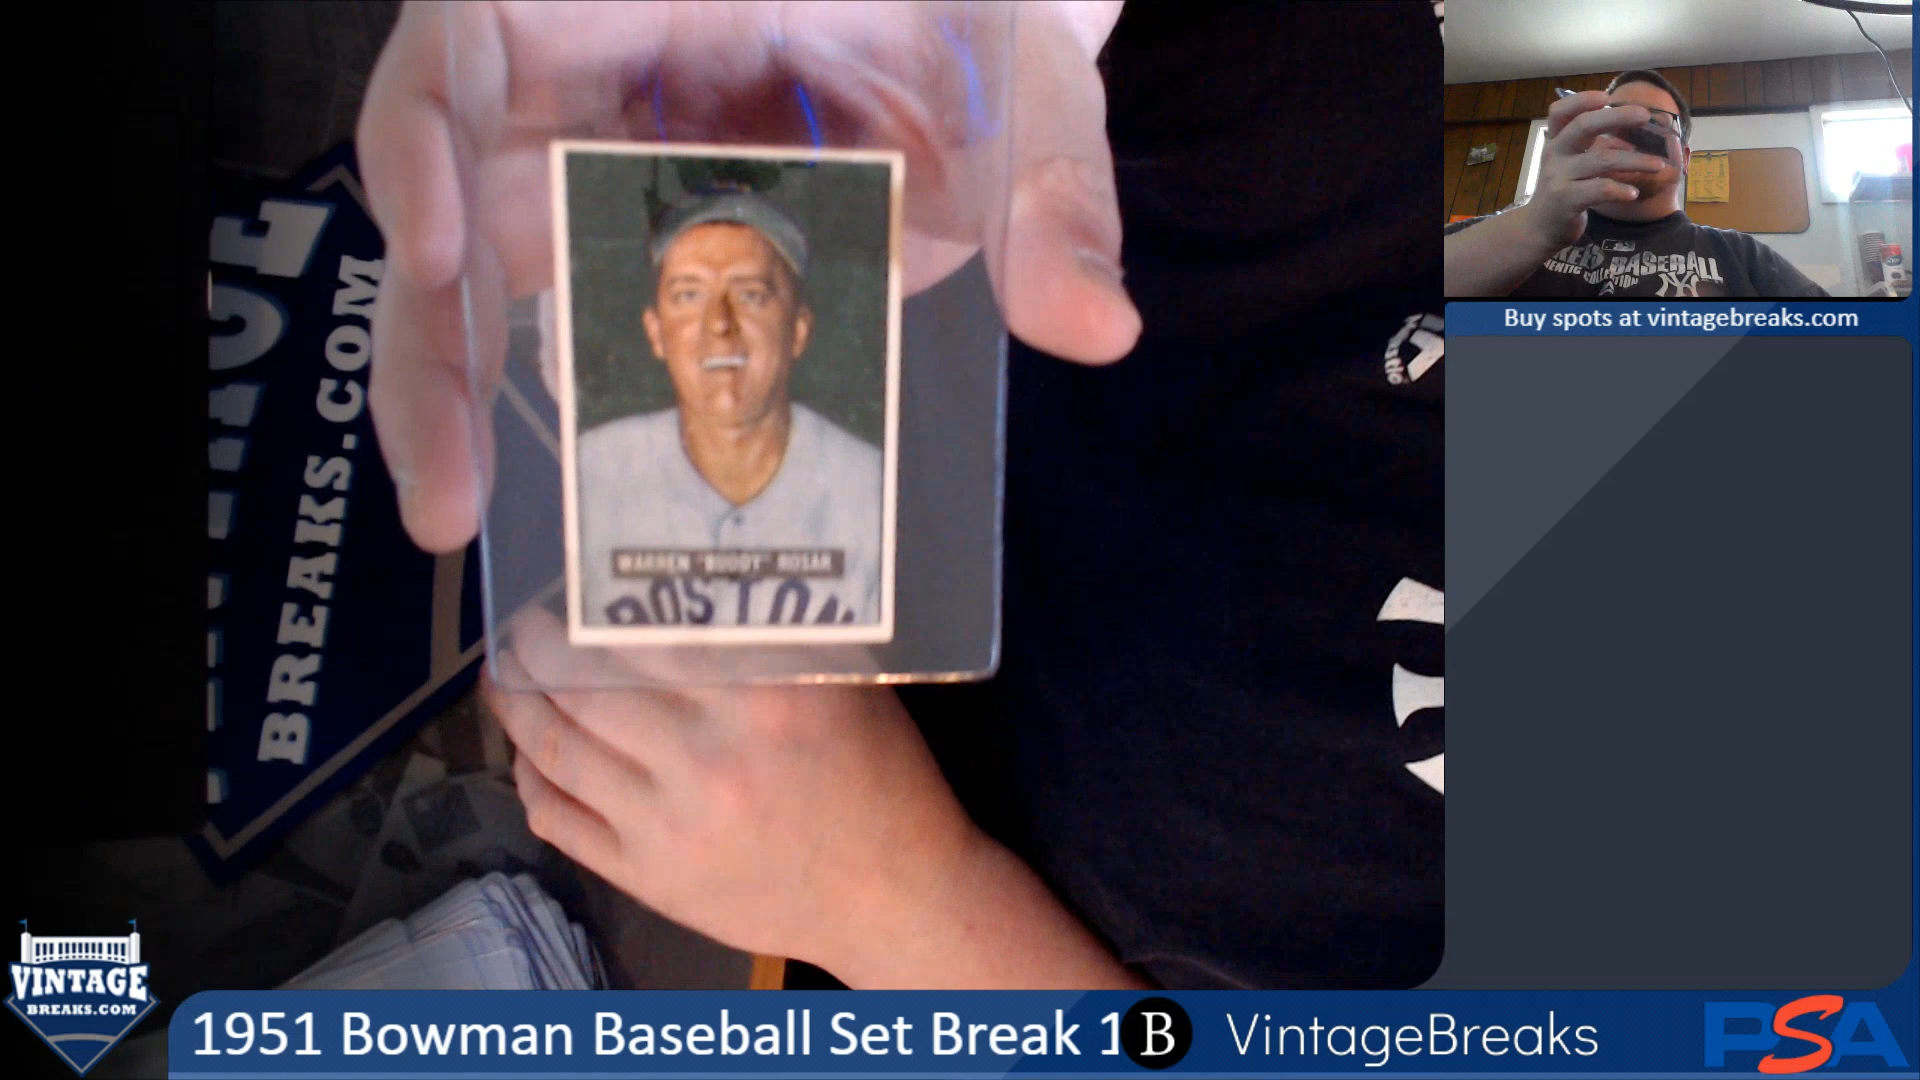 BREAKS.COM
WARREN "BUDDY" ROSAR
BOSTON
BASEBALL
Buy spots at vintagebreaks.com
VINTAGE
BREAKS.COM
1951 Bowman Baseball Set Break 1
B VintageBreaks
PSA